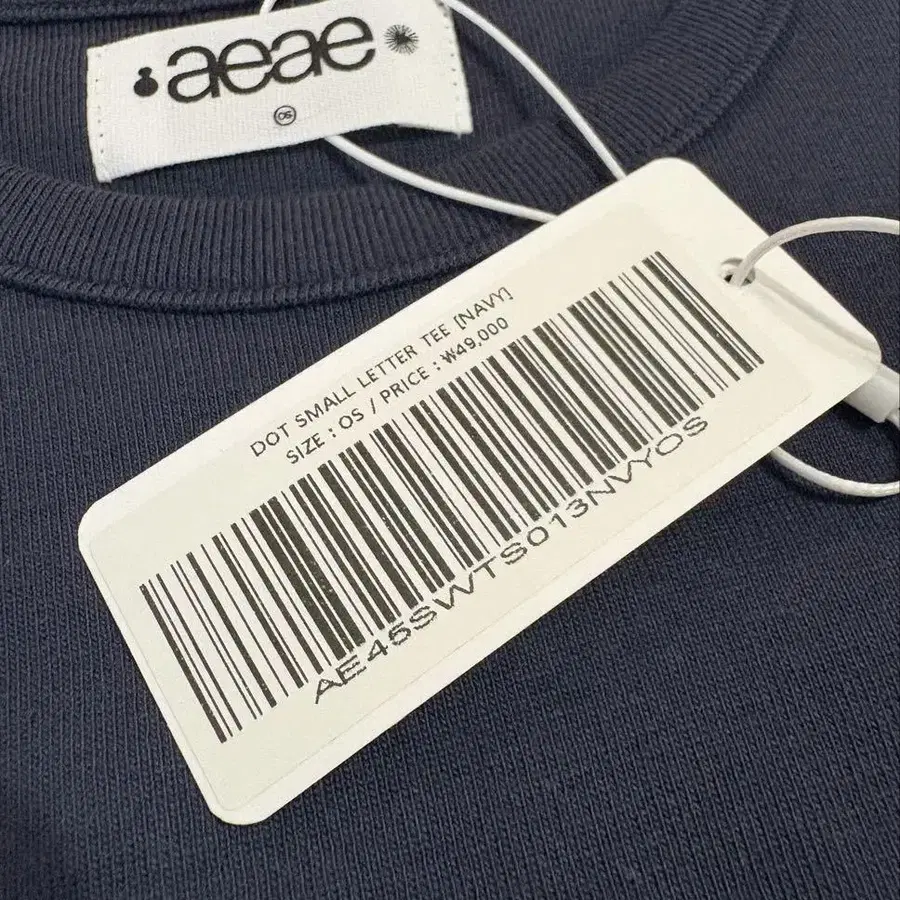 aeae
OS
DOT SMALL LETTER TEE [NAVY]
SIZE : OS / PRICE : ₩49,000
AE45SWTS013NVYOS